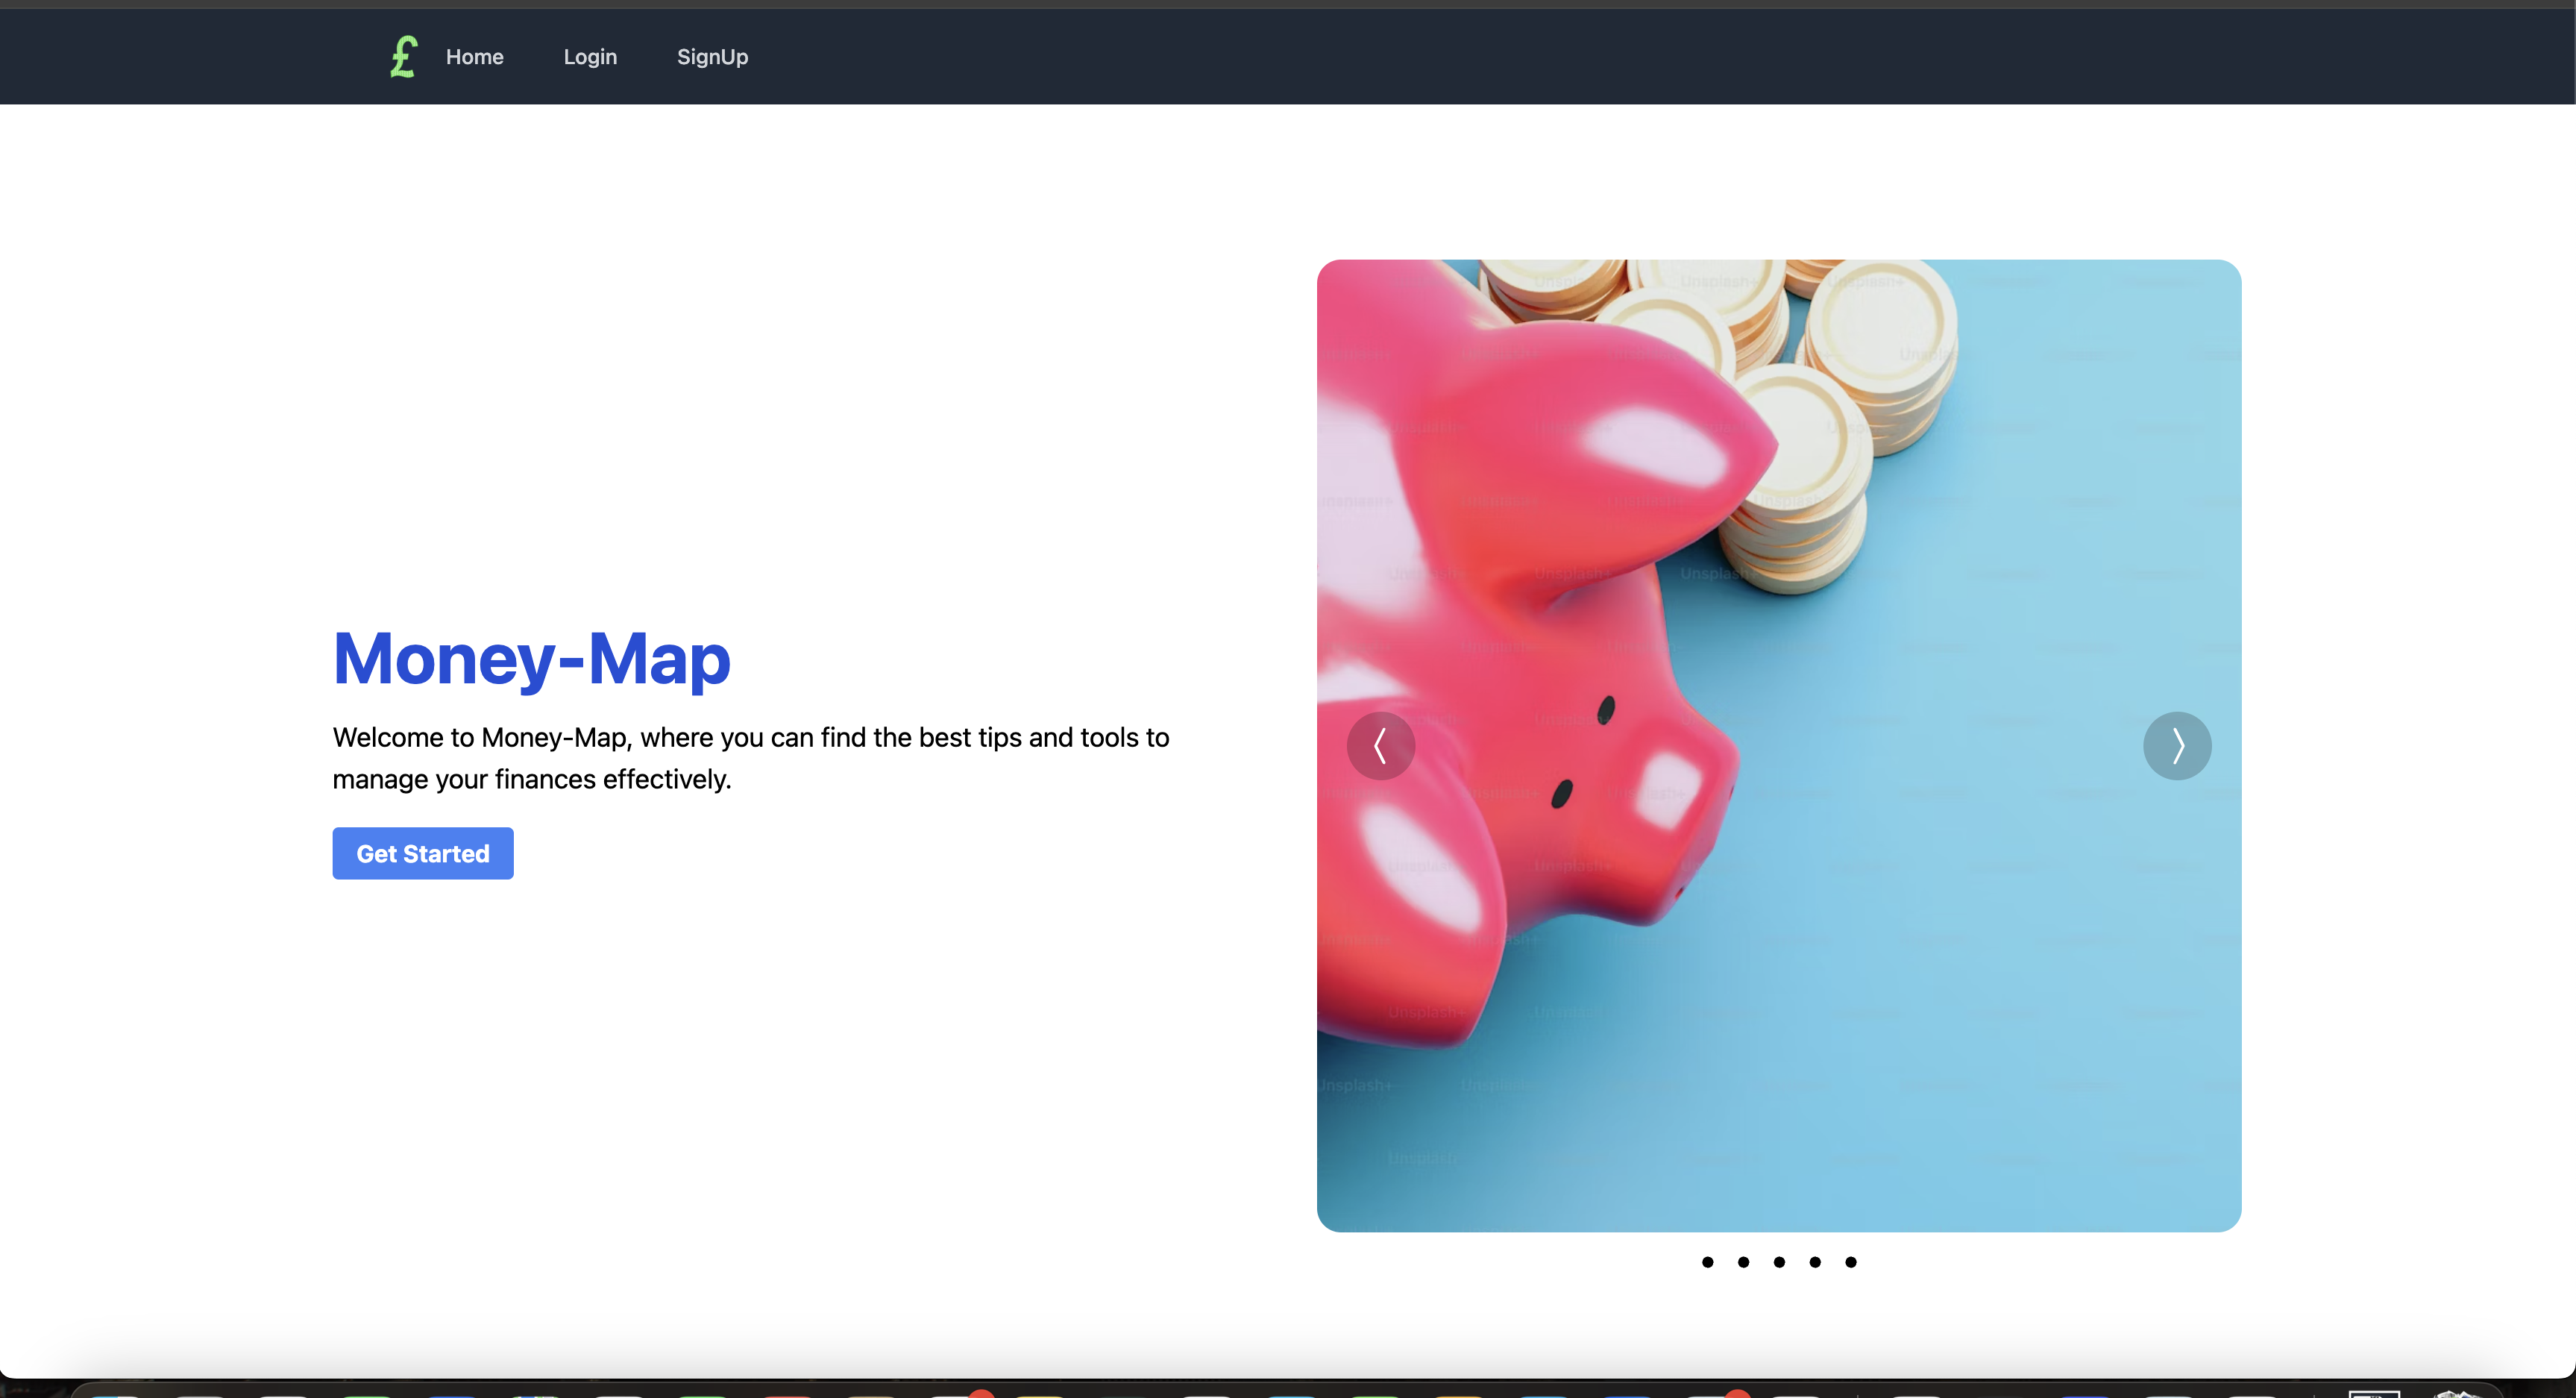 £ Home Login SignUp
Money-Map
Welcome to Money-Map, where you can find the best tips and tools to
manage your finances effectively.
Get Started
Unsplash+